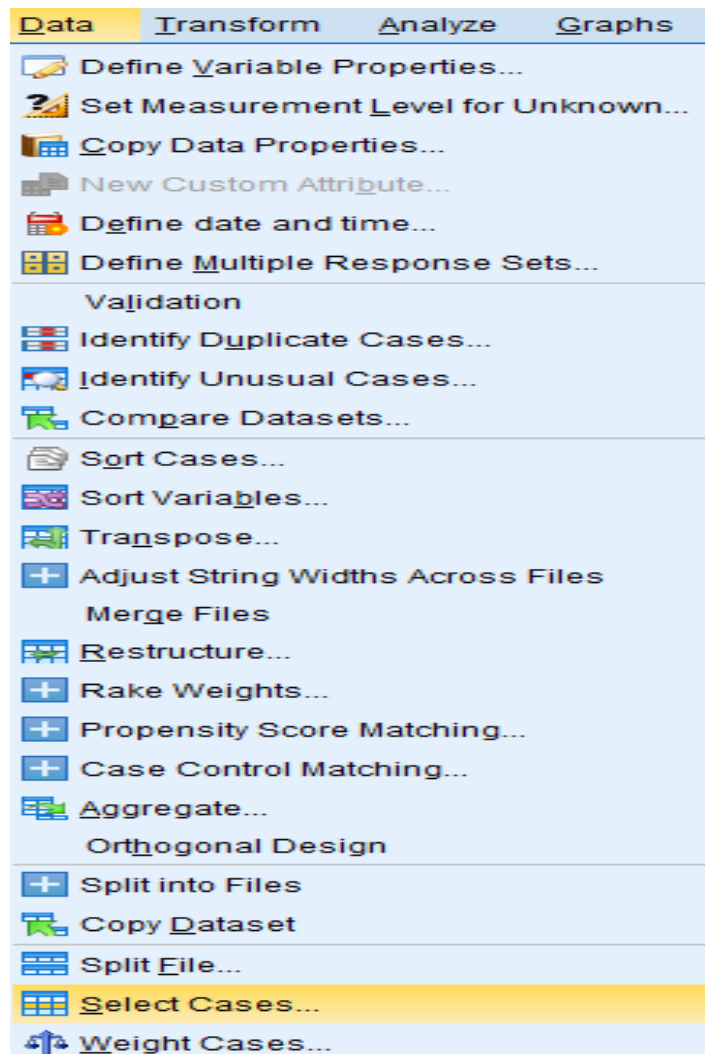 Data Transform Analyze Graphs
Define Variable Properties...
Set Measurement Level for Unknown...
Copy Data Properties...
New Custom Attribute...
Define date and time...
Define Multiple Response Sets...
Validation
Identify Duplicate Cases...
Identify Unusual Cases...
Compare Datasets...
Sort Cases...
Sort Variables...
Transpose...
Adjust String Widths Across Files
Merge Files
Restructure...
Rake Weights...
Propensity Score Matching...
Case Control Matching...
Aggregate...
Orthogonal Design
Split into Files
Copy Dataset
Split File...
Select Cases...
Weight Cases...